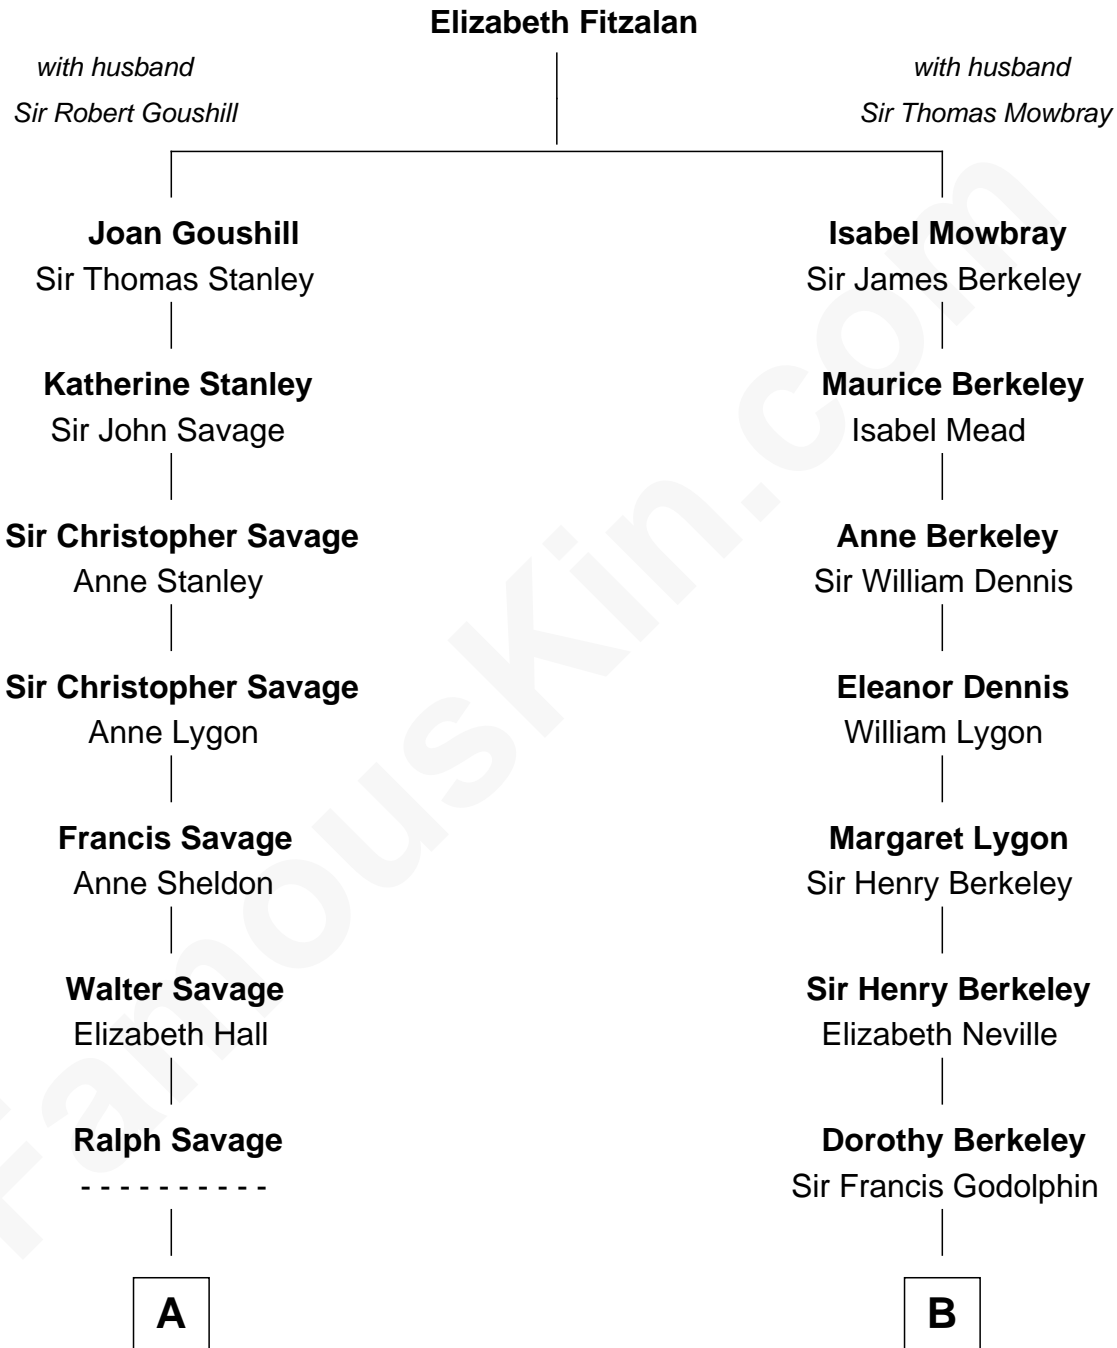 Elizabeth Fitzalan
with husband
Sir Robert Goushill
with husband
Sir Thomas Mowbray
Joan Goushill
Sir Thomas Stanley
Isabel Mowbray
Sir James Berkeley
Katherine Stanley
Sir John Savage
Maurice Berkeley
Isabel Mead
Sir Christopher Savage
Anne Stanley
Anne Berkeley
Sir William Dennis
Sir Christopher Savage
Anne Lygon
Eleanor Dennis
William Lygon
Francis Savage
Anne Sheldon
Margaret Lygon
Sir Henry Berkeley
Walter Savage
Elizabeth Hall
Sir Henry Berkeley
Elizabeth Neville
Ralph Savage
- - - - - - - - - -
Dorothy Berkeley
Sir Francis Godolphin
A
B
FamousKin.com